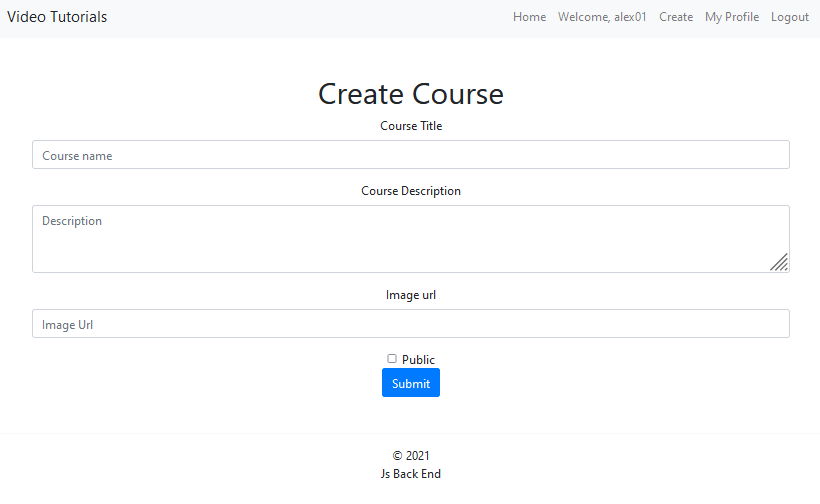 Video Tutorials Home Welcome, alex01 Create My Profile Logout
Create Course
Course Title
Course name
Course Description
Description
Image url
Image Url
Public
Submit
© 2021
Js Back End